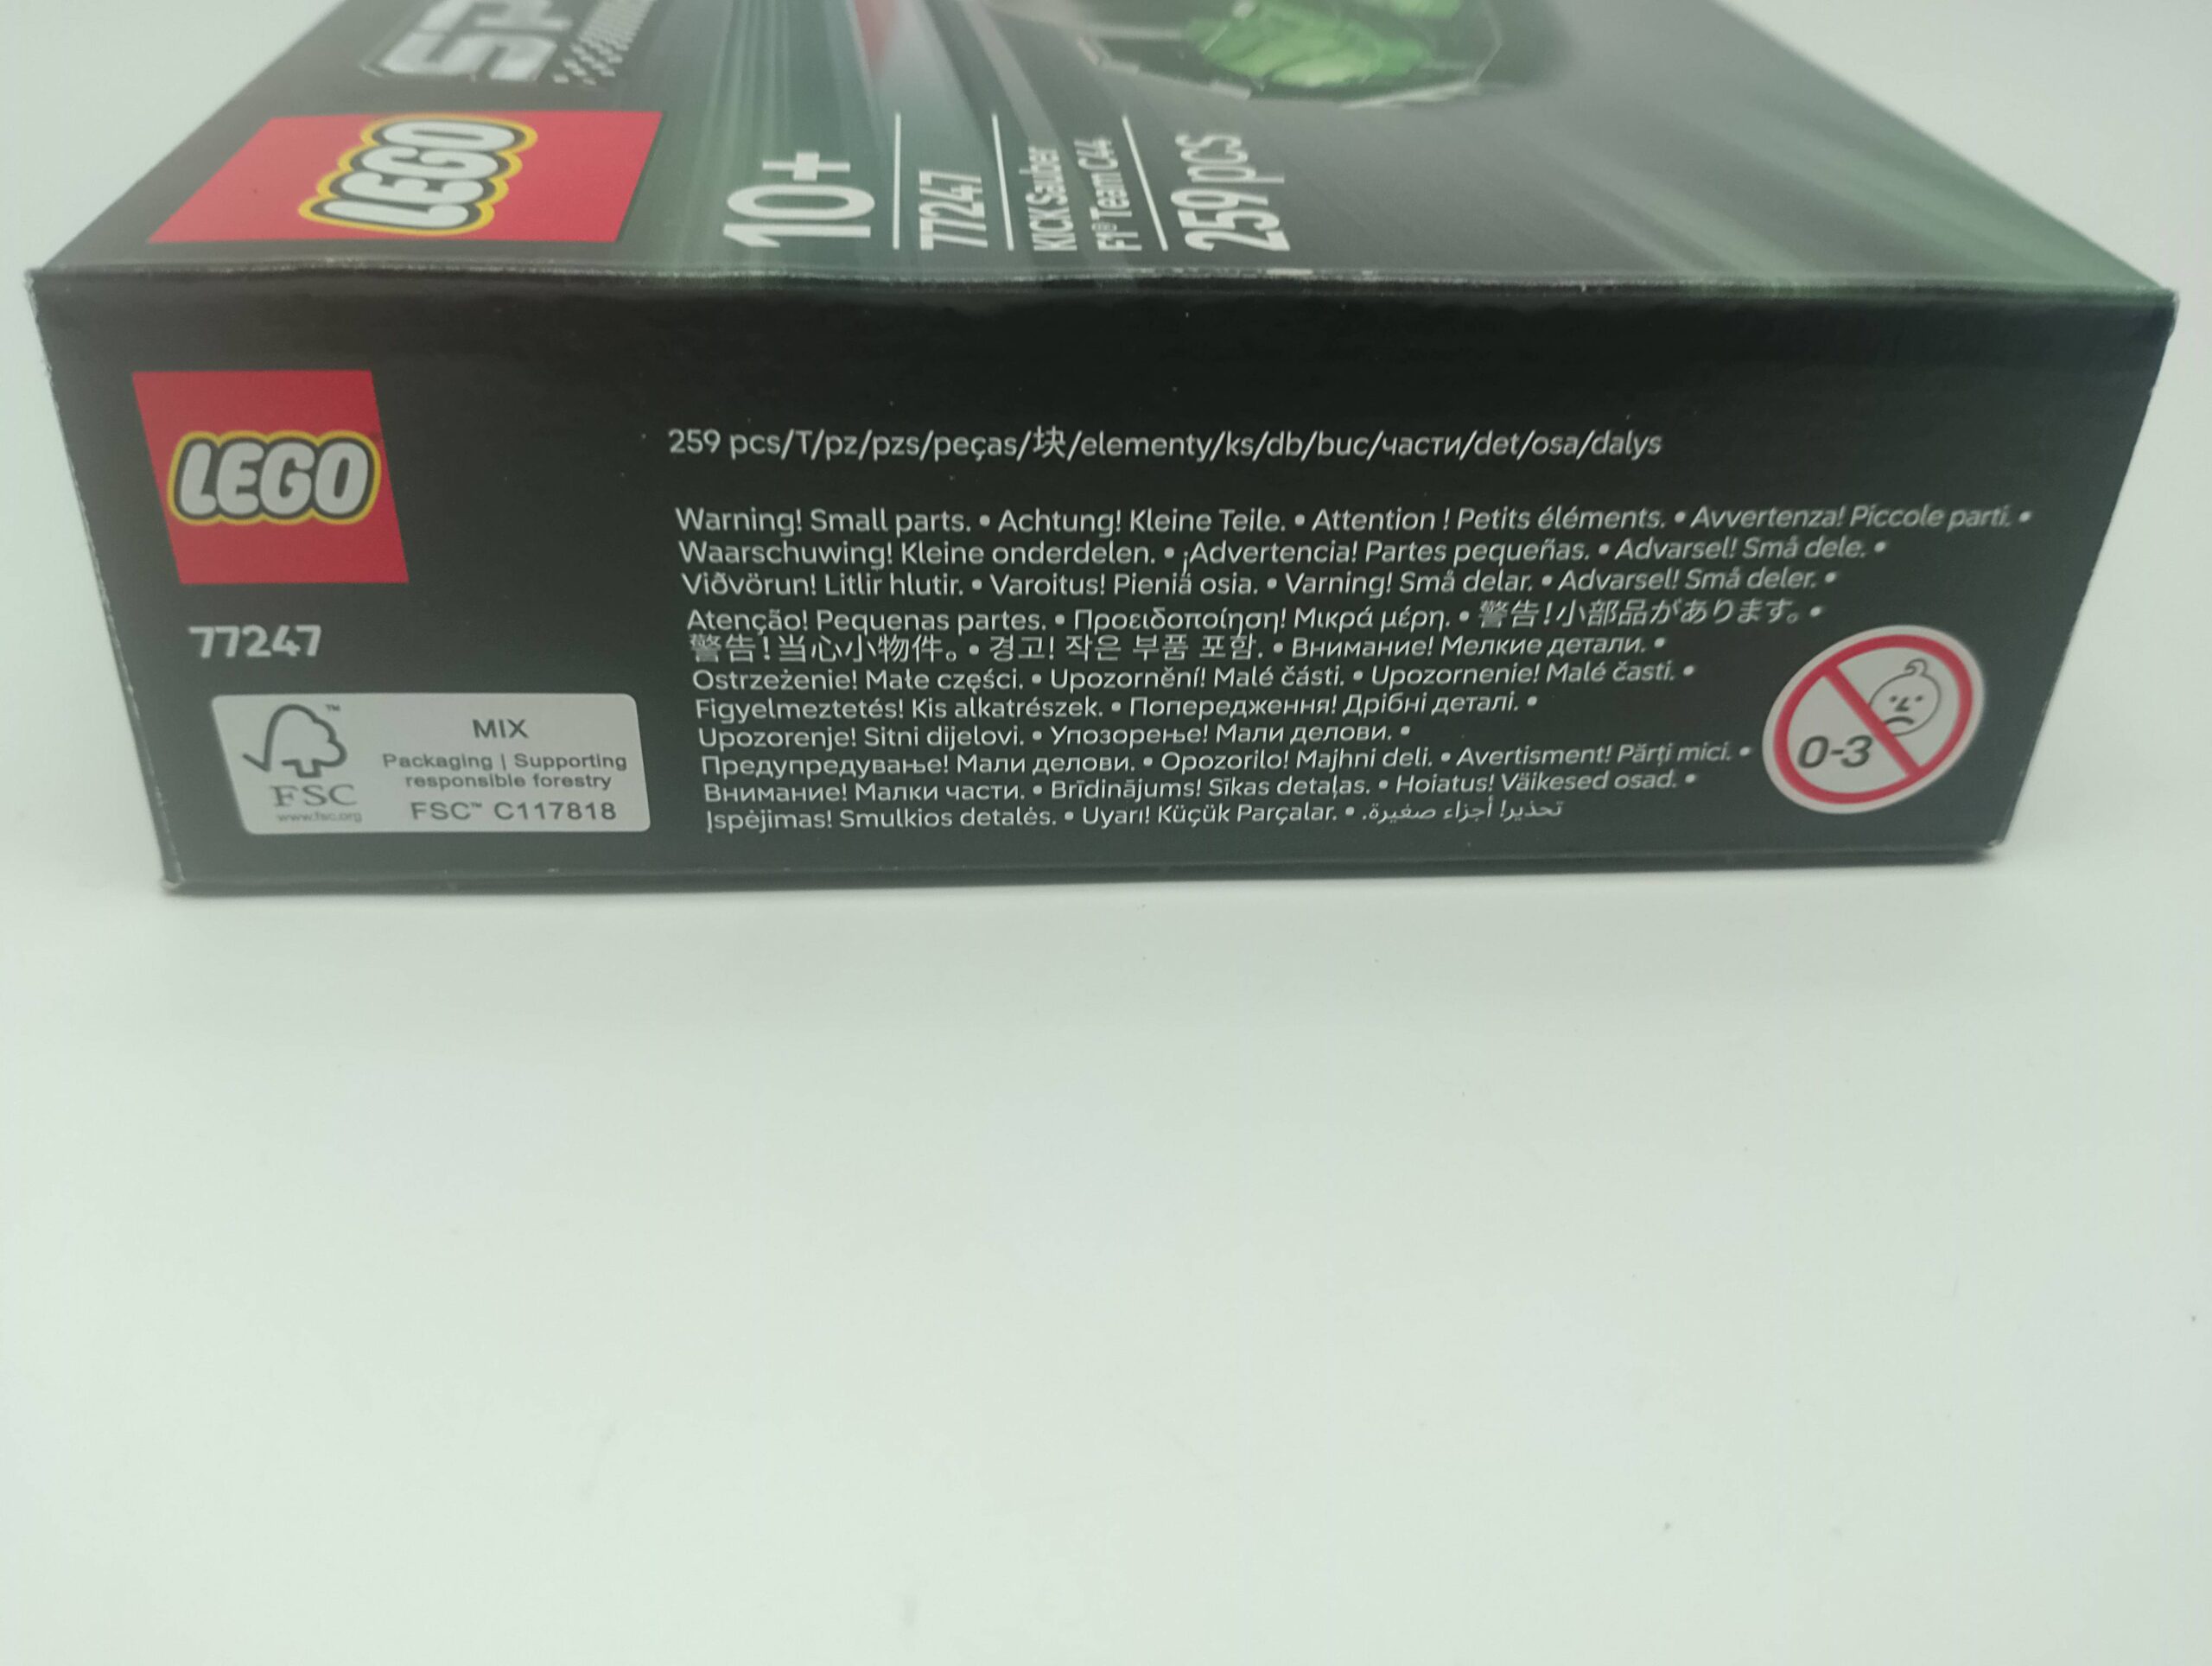 SP
LEGO
10+
77247
KICK Sauber
F1® Team C44
259 pcs
LEGO
77247
FSC
www.fsc.org
MIX
Packaging | Supporting
responsible forestry
FSC™ C117818
259 pcs/T/pz/pzs/peças/块/elementy/ks/db/buc/части/det/osa/dalys
Warning! Small parts. • Achtung! Kleine Teile. • Attention ! Petits éléments. • Avvertenza! Piccole parti. •
Waarschuwing! Kleine onderdelen. • ¡Advertencia! Partes pequeñas. • Advarsel! Små dele. •
Viðvörun! Litlir hlutir. • Varoitus! Pieniä osia. • Varning! Små delar. • Advarsel! Små deler. •
Atenção! Pequenas partes. • Προειδοποίηση! Μικρά μέρη. • 警告!小部品があります。 •
警告!当心小物件。 • 경고! 작은 부품 포함. • Внимание! Мелкие детали. •
Ostrzeżenie! Małe części. • Upozornění! Malé části. • Upozornenie! Malé časti. •
Figyelmeztetés! Kis alkatrészek. • Попередження! Дрібні деталі. •
Upozorenje! Sitni dijelovi. • Упозорење! Мали делови. •
Предупредување! Мали делови. • Opozorilo! Majhni deli. • Avertisment! Părți mici. •
Внимание! Малки части. • Brīdinājums! Sīkas detaļas. • Hoiatus! Väikesed osad. •
Įspėjimas! Smulkios detalės. • Uyarı! Küçük Parçalar. • تحذير! أجزاء صغيرة.
0-3